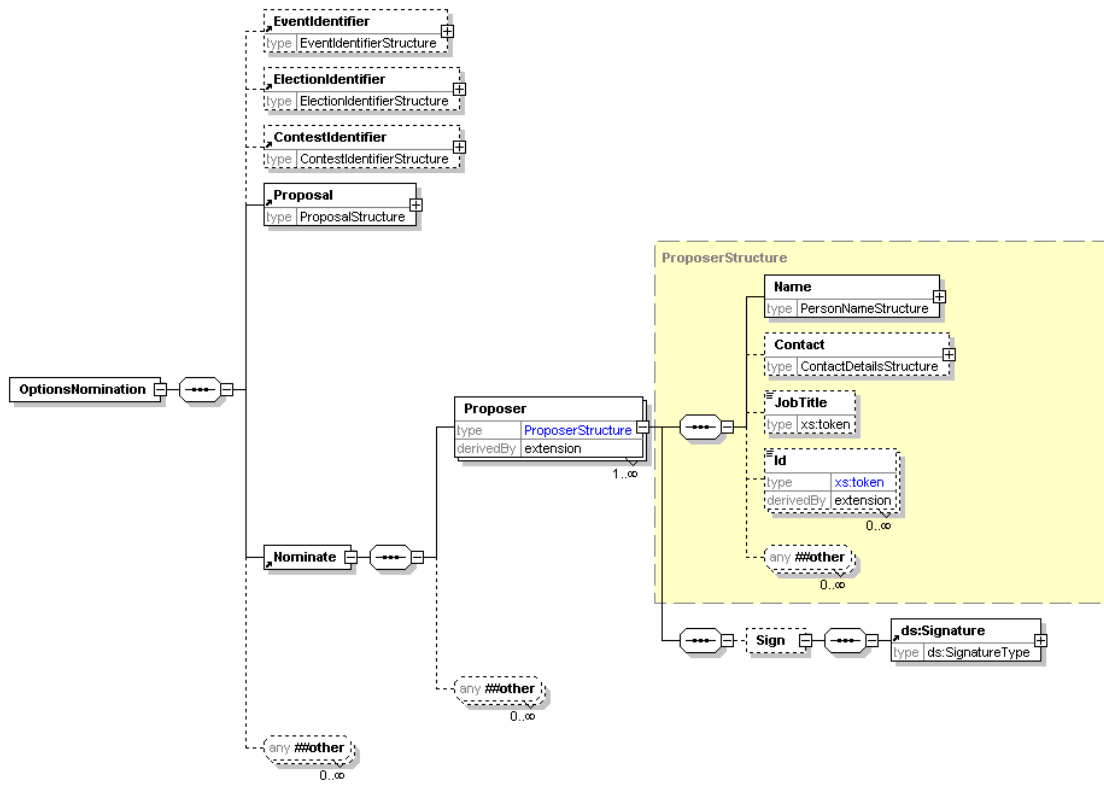 EventIdentifier
type EventIdentifierStructure
ElectionIdentifier
type ElectionIdentifierStructure
ContestIdentifier
type ContestIdentifierStructure
Proposal
type ProposalStructure
ProposerStructure
Name
type PersonNameStructure
Contact
type ContactDetailsStructure
OptionsNomination
Proposer
type ProposerStructure
derivedBy extension
1..∞
JobTitle
type xs:token
Id
type xs:token
derivedBy extension
0..∞
Nominate
any ##other
0..∞
Sign
ds:Signature
type ds:SignatureType
any ##other
0..∞
any ##other
0..∞